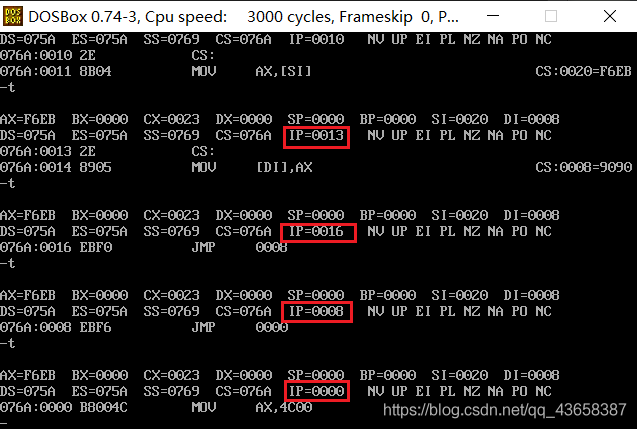 DOS BOX DOSBox 0.74-3, Cpu speed: 3000 cycles, Frameskip 0, P...
DS=075A ES=075A SS=0769 CS=076A IP=0010 NV UP EI PL NZ NA PO NC
076A:0010 2E CS:
076A:0011 8B04 MOV AX,[SI] CS:0020=F6EB
-t
AX=F6EB BX=0000 CX=0023 DX=0000 SP=0000 BP=0000 SI=0020 DI=0008
DS=075A ES=075A SS=0769 CS=076A IP=0013 NV UP EI PL NZ NA PO NC
076A:0013 2E CS:
076A:0014 8905 MOV [DI],AX CS:0008=9090
-t
AX=F6EB BX=0000 CX=0023 DX=0000 SP=0000 BP=0000 SI=0020 DI=0008
DS=075A ES=075A SS=0769 CS=076A IP=0016 NV UP EI PL NZ NA PO NC
076A:0016 EBF0 JMP 0008
-t
AX=F6EB BX=0000 CX=0023 DX=0000 SP=0000 BP=0000 SI=0020 DI=0008
DS=075A ES=075A SS=0769 CS=076A IP=0008 NV UP EI PL NZ NA PO NC
076A:0008 EBF6 JMP 0000
-t
AX=F6EB BX=0000 CX=0023 DX=0000 SP=0000 BP=0000 SI=0020 DI=0008
DS=075A ES=075A SS=0769 CS=076A IP=0000 NV UP EI PL NZ NA PO NC
076A:0000 B8004C MOV AX,4C00
-
https://blog.csdn.net/qq_43658387